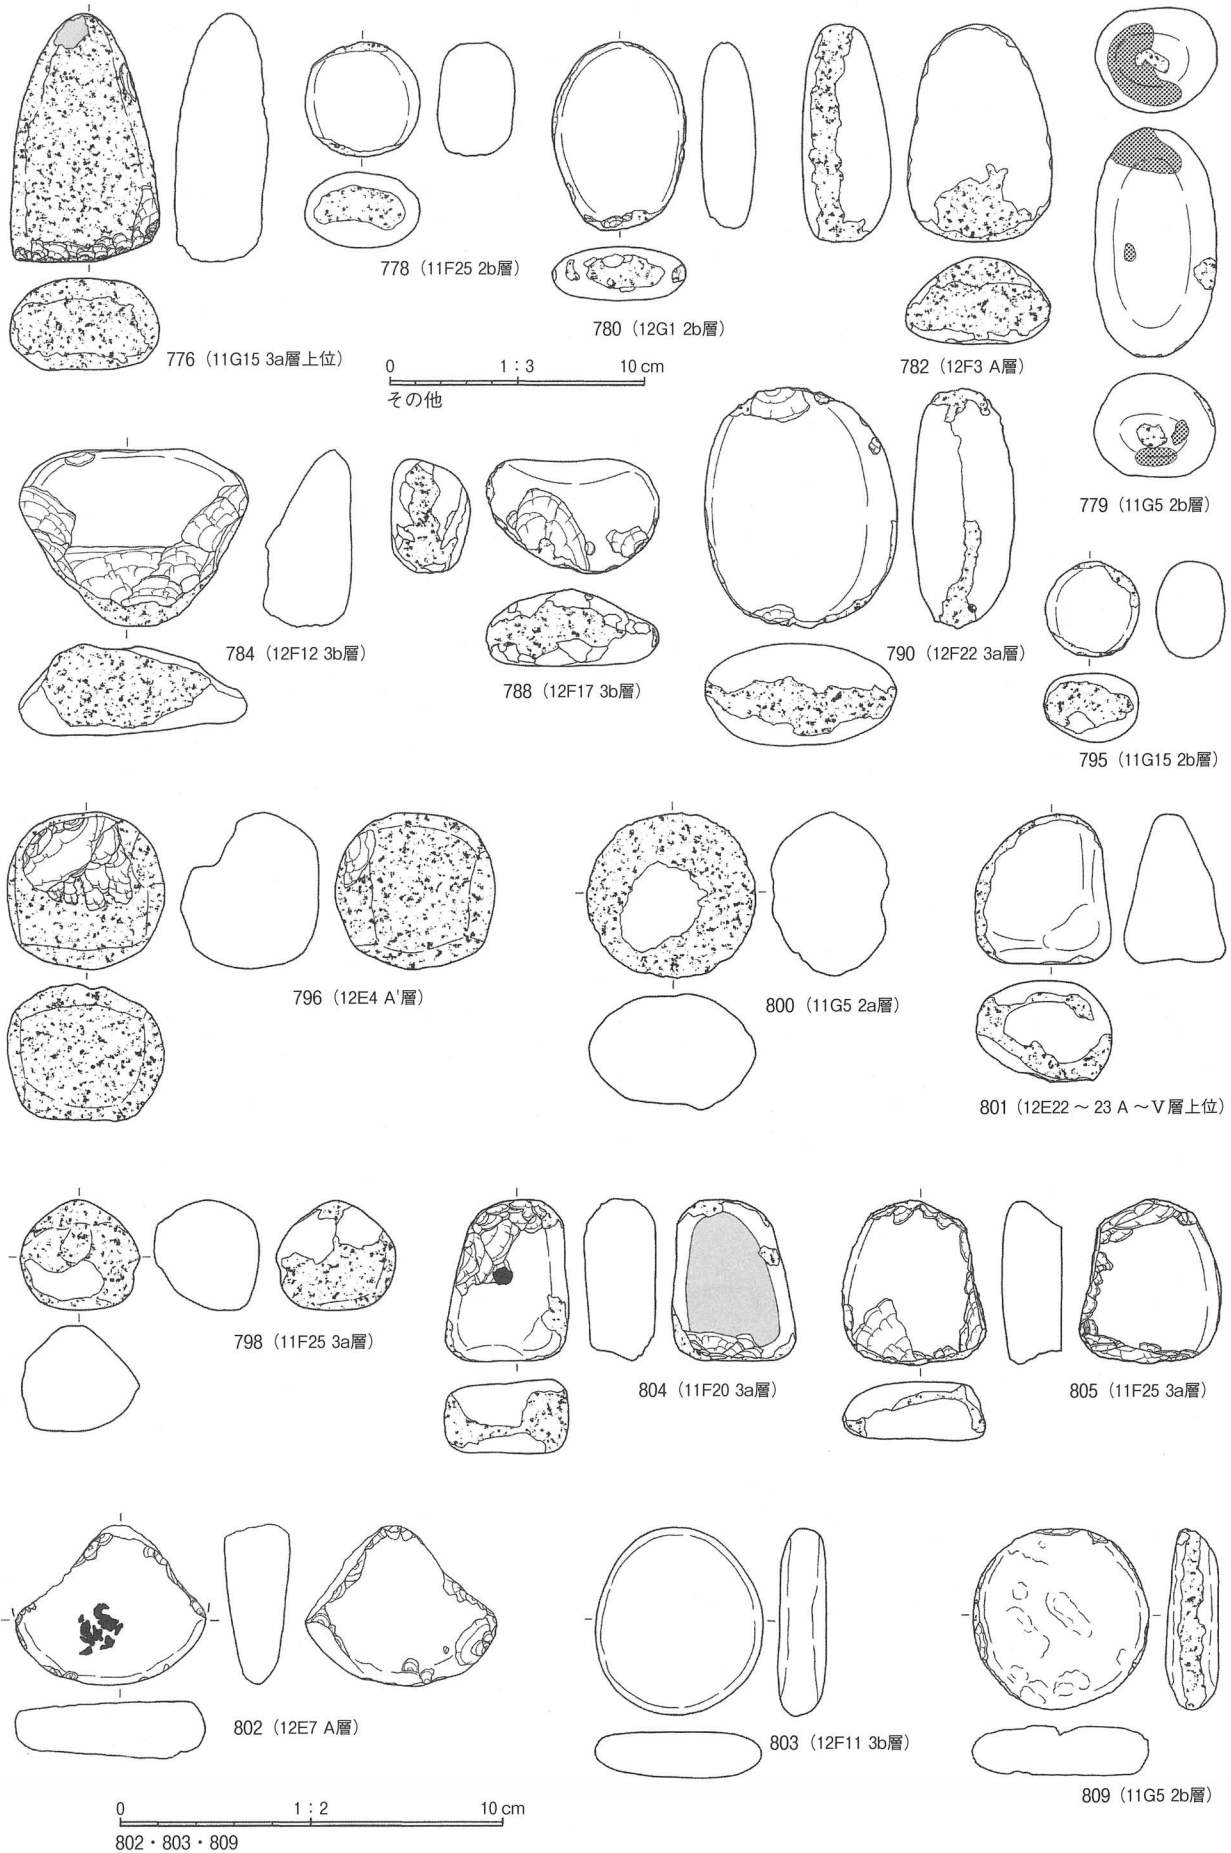 778（11F25 2b層）
780（12G1 2b層）
776（11G15 3a層上位）
782（12F3 A層）
0 1：3 10 cm
その他
779（11G5 2b層）
784（12F12 3b層）
788（12F17 3b層）
790（12F22 3a層）
795（11G15 2b層）
796（12E4 A'層）
800（11G5 2a層）
801（12E22～23 A～V層上位）
798（11F25 3a層）
804（11F20 3a層）
805（11F25 3a層）
802（12E7 A層）
803（12F11 3b層）
809（11G5 2b層）
0 1：2 10 cm
802・803・809